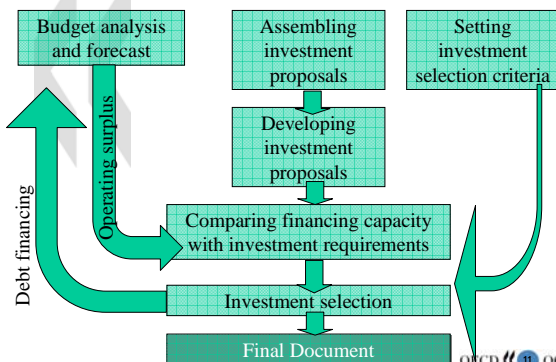 Budget analysis
and forecast
Assembling
investment
proposals
Setting
investment
selection criteria
Developing
investment
proposals
Operating surplus
Debt financing
Comparing financing capacity
with investment requirements
Investment selection
Final Document
OECD 11